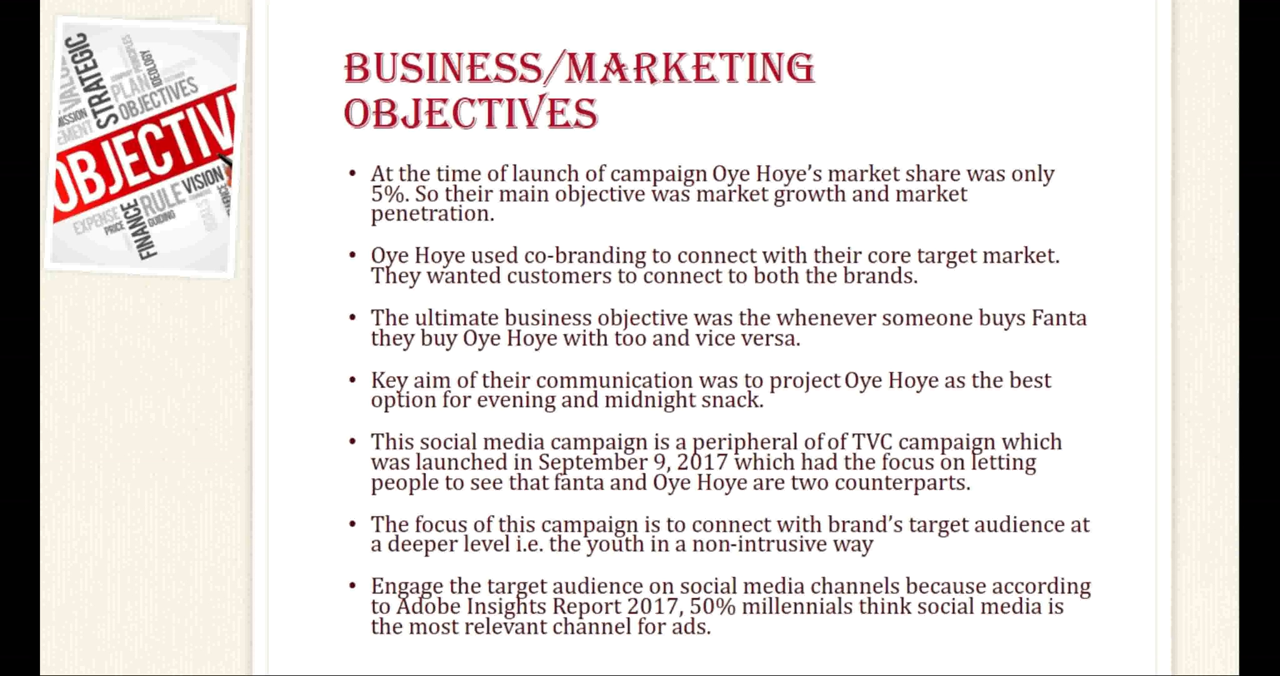 STRATEGIC
IDEOLOGY
PLAN
OBJECTIVES
OBJECTIV
RULE
VISION
EXPENSE
PRICE
FINANCE
GUIDING
BUSINESS/MARKETING
OBJECTIVES
• At the time of launch of campaign Oye Hoye’s market share was only
5%. So their main objective was market growth and market
penetration.
• Oye Hoye used co-branding to connect with their core target market.
They wanted customers to connect to both the brands.
• The ultimate business objective was the whenever someone buys Fanta
they buy Oye Hoye with too and vice versa.
• Key aim of their communication was to project Oye Hoye as the best
option for evening and midnight snack.
• This social media campaign is a peripheral of of TVC campaign which
was launched in September 9, 2017 which had the focus on letting
people to see that fanta and Oye Hoye are two counterparts.
• The focus of this campaign is to connect with brand’s target audience at
a deeper level i.e. the youth in a non-intrusive way
• Engage the target audience on social media channels because according
to Adobe Insights Report 2017, 50% millennials think social media is
the most relevant channel for ads.